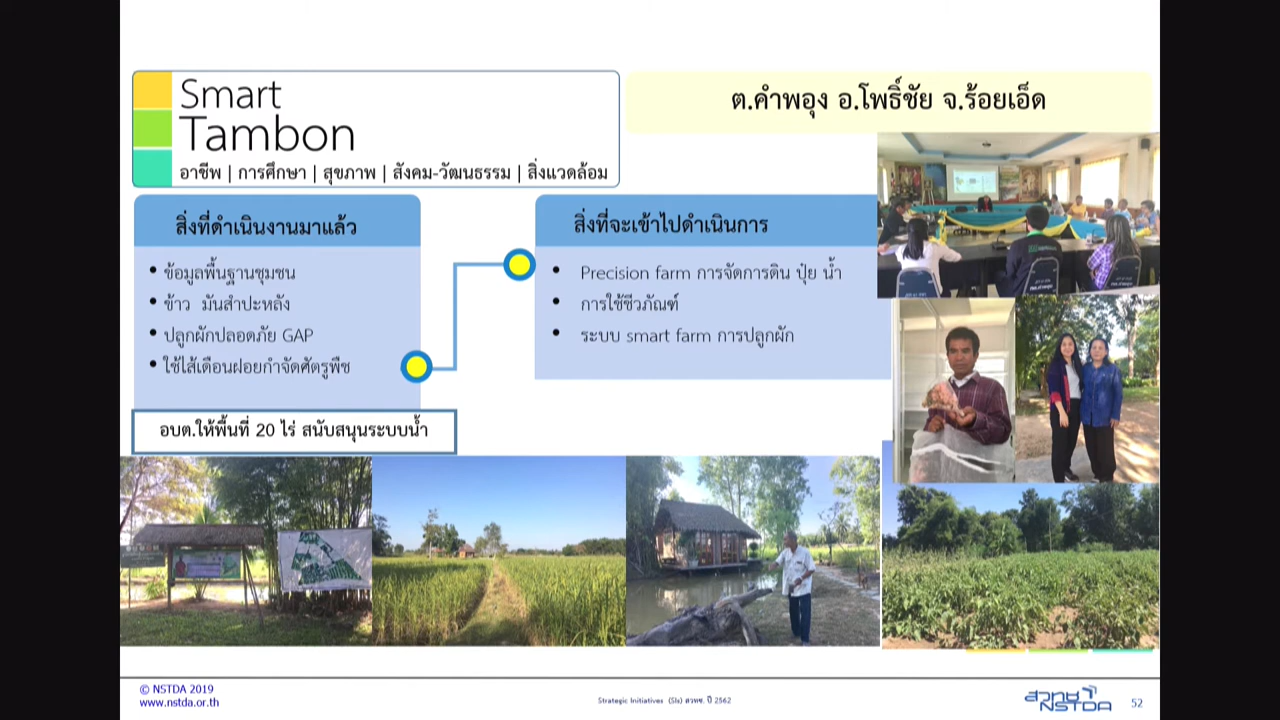 Smart
Tambon
อาชีพ | การศึกษา | สุขภาพ | สังคม-วัฒนธรรม | สิ่งแวดล้อม
ต.คำพอุง อ.โพธิ์ชัย จ.ร้อยเอ็ด
สิ่งที่ดำเนินงานมาแล้ว
• ข้อมูลพื้นฐานชุมชน
• ข้าว มันสำปะหลัง
• ปลูกผักปลอดภัย GAP
• ใช้ไส้เดือนฝอยกำจัดศัตรูพืช
สิ่งที่จะเข้าไปดำเนินการ
• Precision farm การจัดการดิน ปุ๋ย น้ำ
• การใช้ชีวภัณฑ์
• ระบบ smart farm การปลูกผัก
อบต.ให้พื้นที่ 20 ไร่ สนับสนุนระบบน้ำ
© NSTDA 2019
www.nstda.or.th
Strategic Initiatives (SIs) สวทช. ปี 2562
สวทช
NSTDA
52